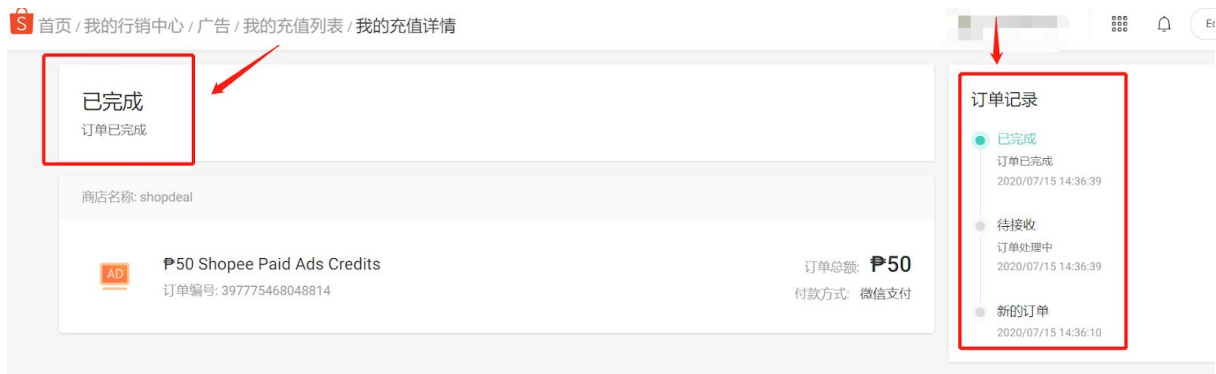 S 首页 / 我的行销中心 / 广告 / 我的充值列表 / 我的充值详情
已完成
订单已完成
商店名称: shopdeal
AD
₱50 Shopee Paid Ads Credits
订单编号: 397775468048814
订单总额: ₱50
付款方式: 微信支付
订单记录
已完成
订单已完成
2020/07/15 14:36:39
待接收
订单处理中
2020/07/15 14:36:39
新的订单
2020/07/15 14:36:10